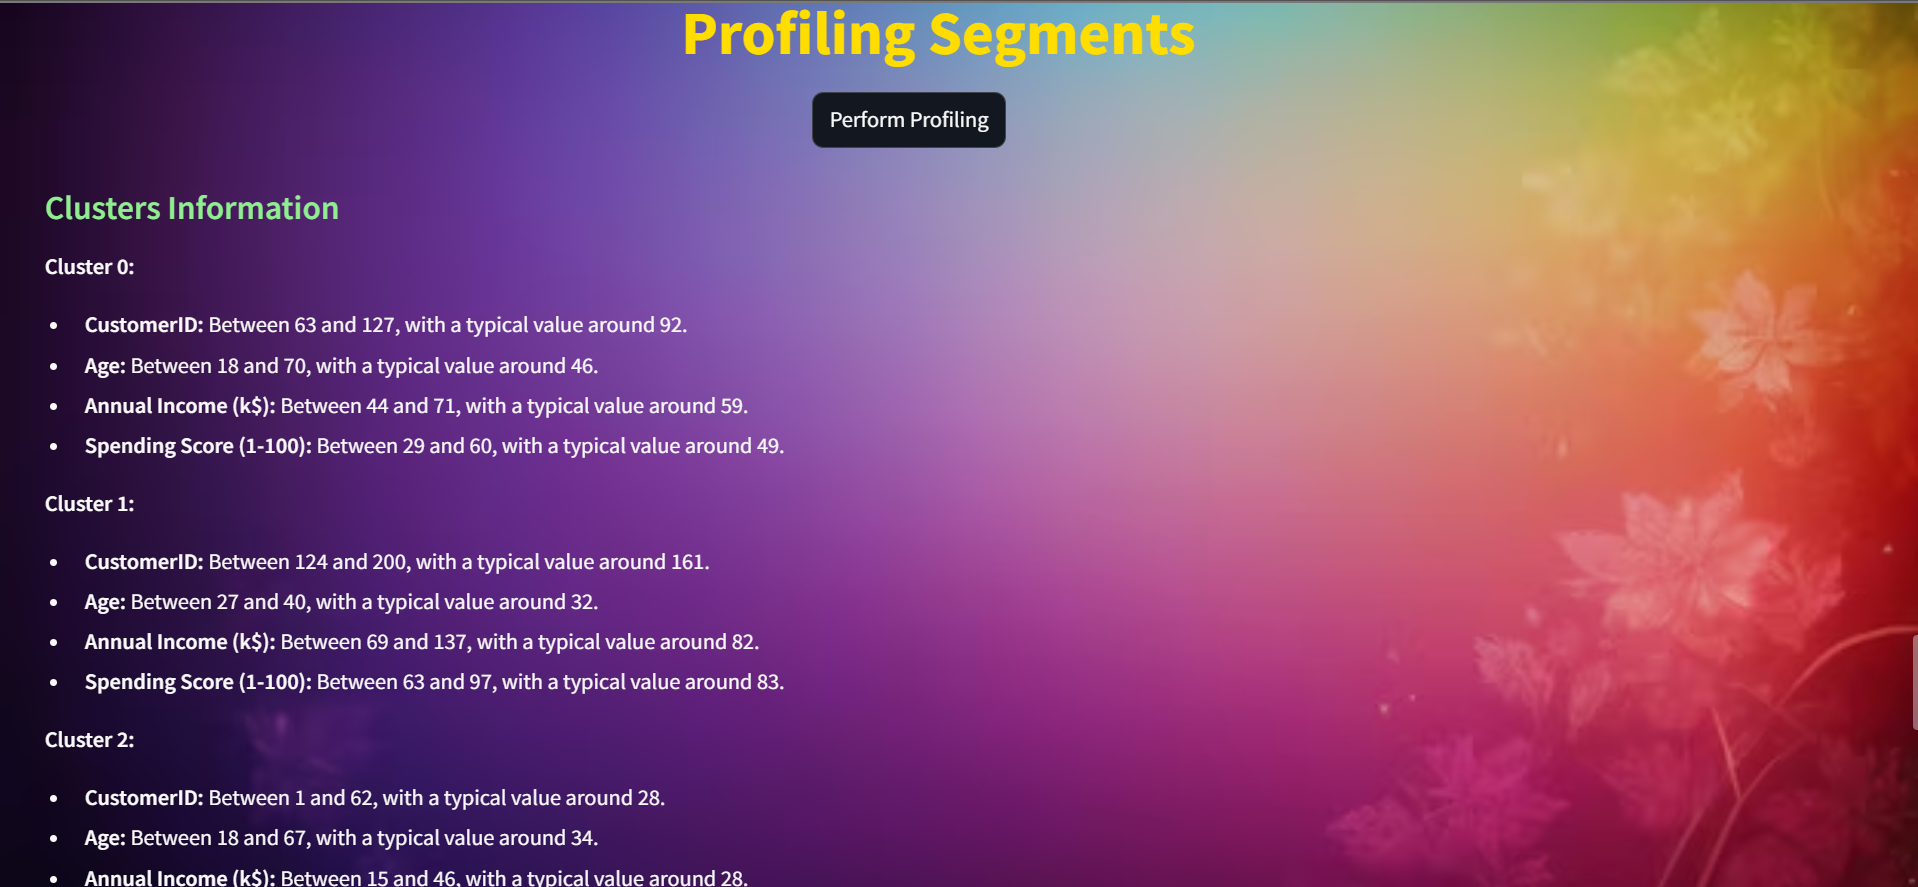 Profiling Segments
Perform Profiling
Clusters Information
Cluster 0:
CustomerID: Between 63 and 127, with a typical value around 92.
Age: Between 18 and 70, with a typical value around 46.
Annual Income (k$): Between 44 and 71, with a typical value around 59.
Spending Score (1-100): Between 29 and 60, with a typical value around 49.
Cluster 1:
CustomerID: Between 124 and 200, with a typical value around 161.
Age: Between 27 and 40, with a typical value around 32.
Annual Income (k$): Between 69 and 137, with a typical value around 82.
Spending Score (1-100): Between 63 and 97, with a typical value around 83.
Cluster 2:
CustomerID: Between 1 and 62, with a typical value around 28.
Age: Between 18 and 67, with a typical value around 34.
Annual Income (k$): Between 15 and 46, with a typical value around 28.